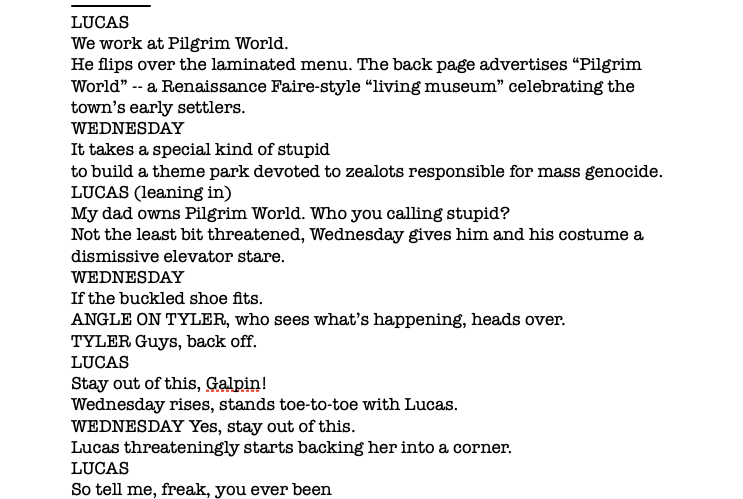 LUCAS
We work at Pilgrim World.
He flips over the laminated menu. The back page advertises “Pilgrim
World” -- a Renaissance Faire-style “living museum” celebrating the
town’s early settlers.
WEDNESDAY
It takes a special kind of stupid
to build a theme park devoted to zealots responsible for mass genocide.
LUCAS (leaning in)
My dad owns Pilgrim World. Who you calling stupid?
Not the least bit threatened, Wednesday gives him and his costume a
dismissive elevator stare.
WEDNESDAY
If the buckled shoe fits.
ANGLE ON TYLER, who sees what’s happening, heads over.
TYLER Guys, back off.
LUCAS
Stay out of this, Galpin!
Wednesday rises, stands toe-to-toe with Lucas.
WEDNESDAY Yes, stay out of this.
Lucas threateningly starts backing her into a corner.
LUCAS
So tell me, freak, you ever been